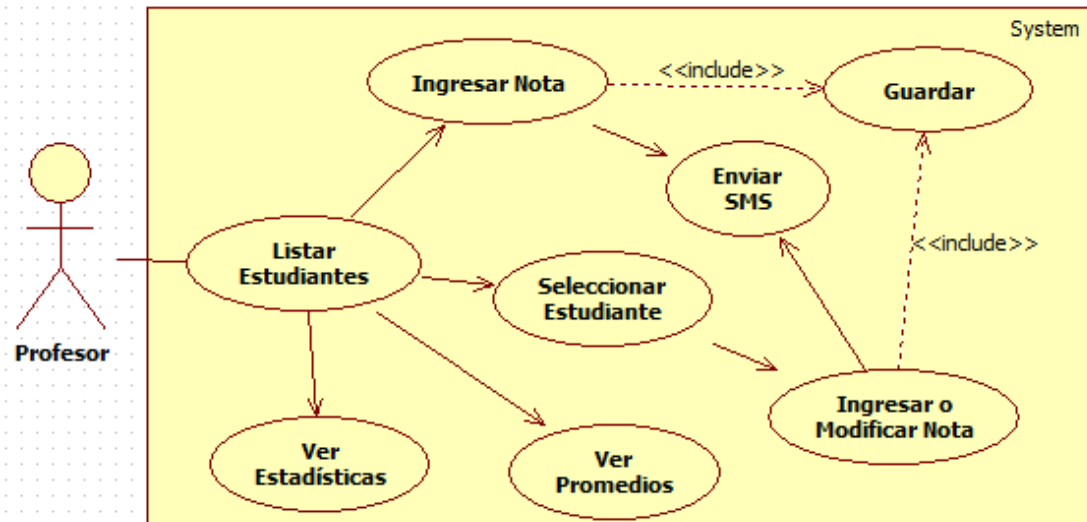 System
Ingresar Nota
<<include>>
Guardar
Enviar
SMS
Listar
Estudiantes
<<include>>
Seleccionar
Estudiante
Profesor
Ingresar o
Modificar Nota
Ver
Estadísticas
Ver
Promedios